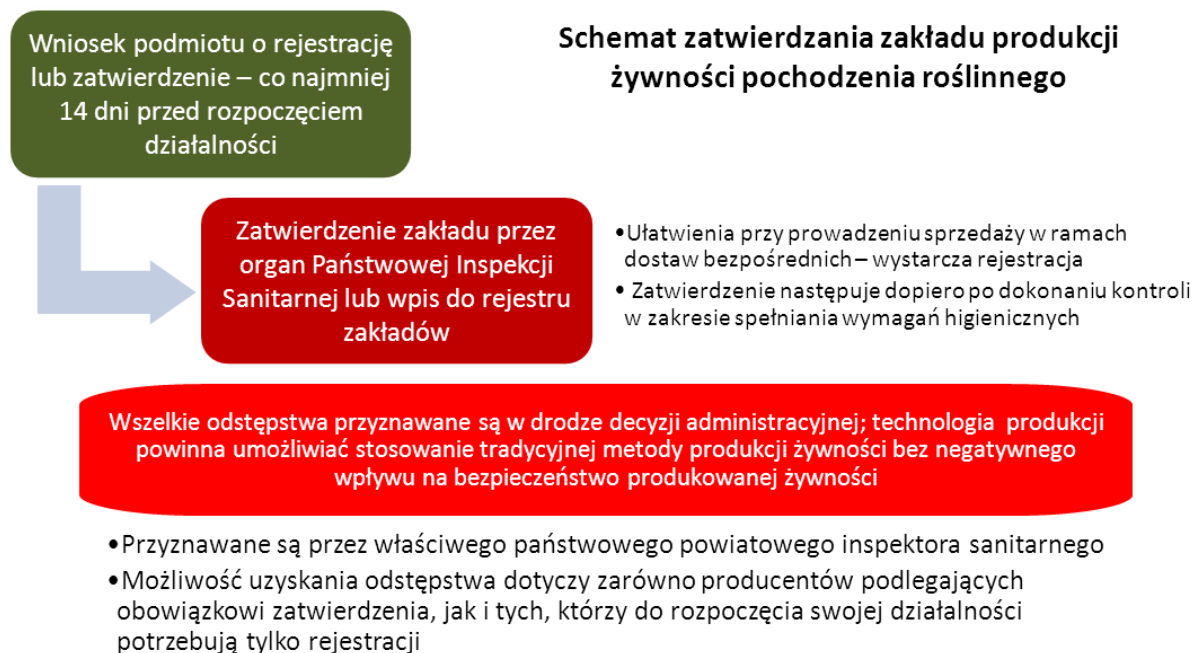 Wniosek podmiotu o rejestrację
lub zatwierdzenie – co najmniej
14 dni przed rozpoczęciem
działalności
Schemat zatwierdzania zakładu produkcji
żywności pochodzenia roślinnego
Zatwierdzenie zakładu przez
organ Państwowej Inspekcji
Sanitarnej lub wpis do rejestru
zakładów
•Ułatwienia przy prowadzeniu sprzedaży w ramach
dostaw bezpośrednich – wystarcza rejestracja
• Zatwierdzenie następuje dopiero po dokonaniu kontroli
w zakresie spełniania wymagań higienicznych
Wszelkie odstępstwa przyznawane są w drodze decyzji administracyjnej; technologia produkcji
powinna umożliwiać stosowanie tradycyjnej metody produkcji żywności bez negatywnego
wpływu na bezpieczeństwo produkowanej żywności
•Przyznawane są przez właściwego państwowego powiatowego inspektora sanitarnego
•Możliwość uzyskania odstępstwa dotyczy zarówno producentów podlegających
obowiązkowi zatwierdzenia, jak i tych, którzy do rozpoczęcia swojej działalności
potrzebują tylko rejestracji